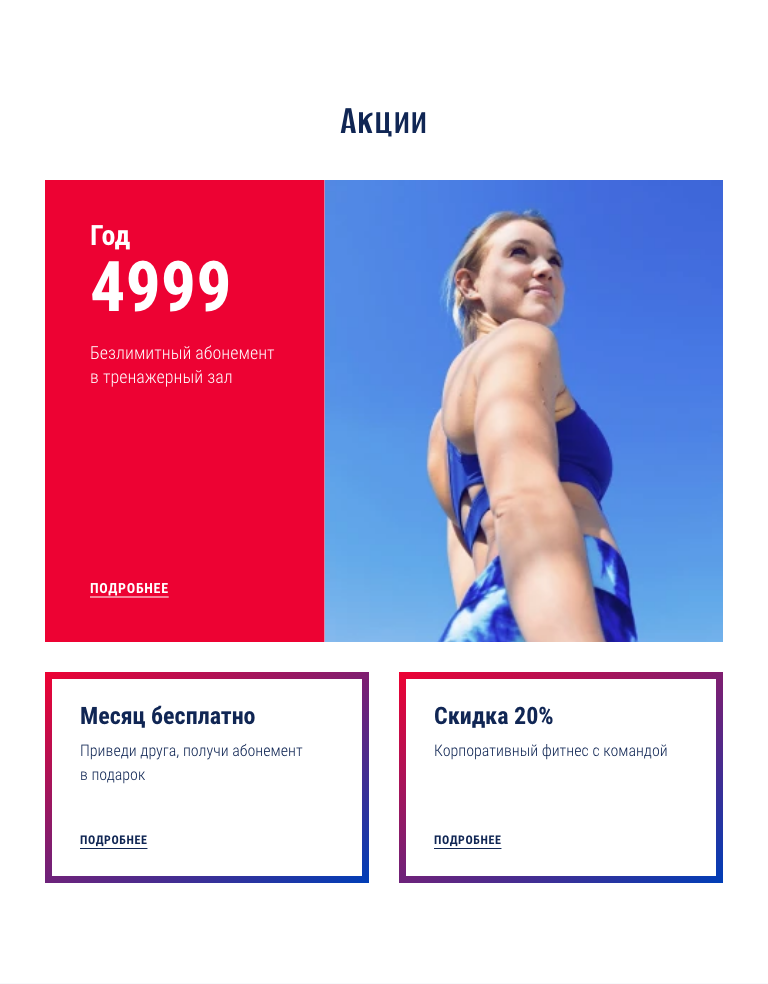 Акции
Год
4999
Безлимитный абонемент
в тренажерный зал
ПОДРОБНЕЕ
Месяц бесплатно
Приведи друга, получи абонемент
в подарок
ПОДРОБНЕЕ
Скидка 20%
Корпоративный фитнес с командой
ПОДРОБНЕЕ